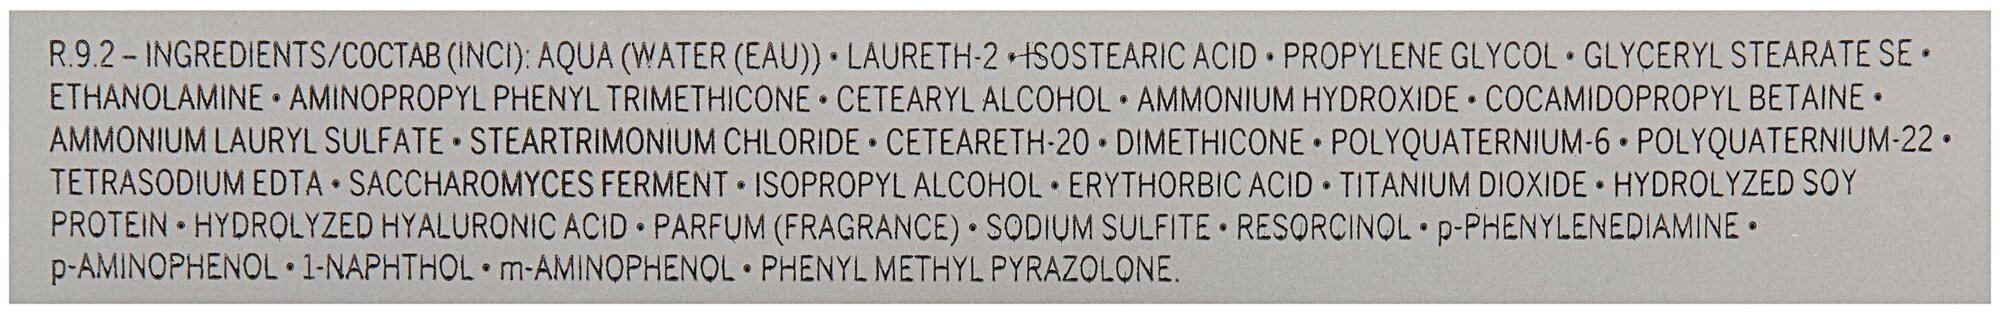 R.9.2 – INGREDIENTS/СОСТАВ (INCI): AQUA (WATER (EAU)) • LAURETH-2 • ISOSTEARIC ACID • PROPYLENE GLYCOL • GLYCERYL STEARATE SE •
ETHANOLAMINE • AMINOPROPYL PHENYL TRIMETHICONE • CETEARYL ALCOHOL • AMMONIUM HYDROXIDE • COCAMIDOPROPYL BETAINE •
AMMONIUM LAURYL SULFATE • STEARTRIMONIUM CHLORIDE • CETEARETH-20 • DIMETHICONE • POLYQUATERNIUM-6 • POLYQUATERNIUM-22 •
TETRASODIUM EDTA • SACCHAROMYCES FERMENT • ISOPROPYL ALCOHOL • ERYTHORBIC ACID • TITANIUM DIOXIDE • HYDROLYZED SOY
PROTEIN • HYDROLYZED HYALURONIC ACID • PARFUM (FRAGRANCE) • SODIUM SULFITE • RESORCINOL • p-PHENYLENEDIAMINE •
p-AMINOPHENOL • 1-NAPHTHOL • m-AMINOPHENOL • PHENYL METHYL PYRAZOLONE.